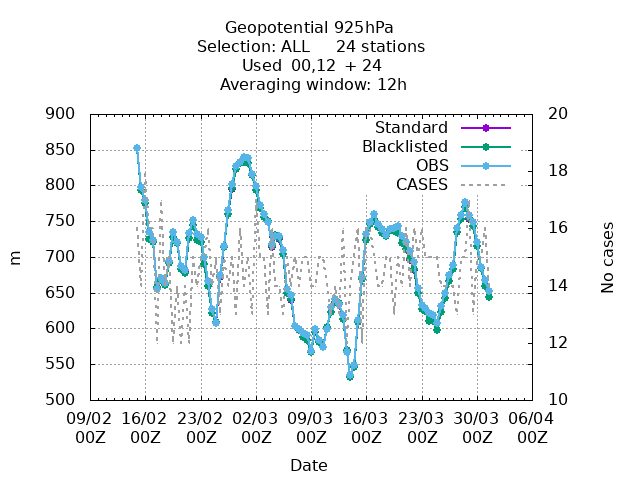 Geopotential 925hPa
Selection: ALL     24 stations
Used  00,12  + 24
Averaging window: 12h
900
850
800
750
700
650
600
550
500
m
20
18
16
14
12
10
No cases
Standard
Blacklisted
OBS
CASES
09/02 16/02 23/02 02/03 09/03 16/03 23/03 30/03 06/04
00Z 00Z 00Z 00Z 00Z 00Z 00Z 00Z 00Z
Date